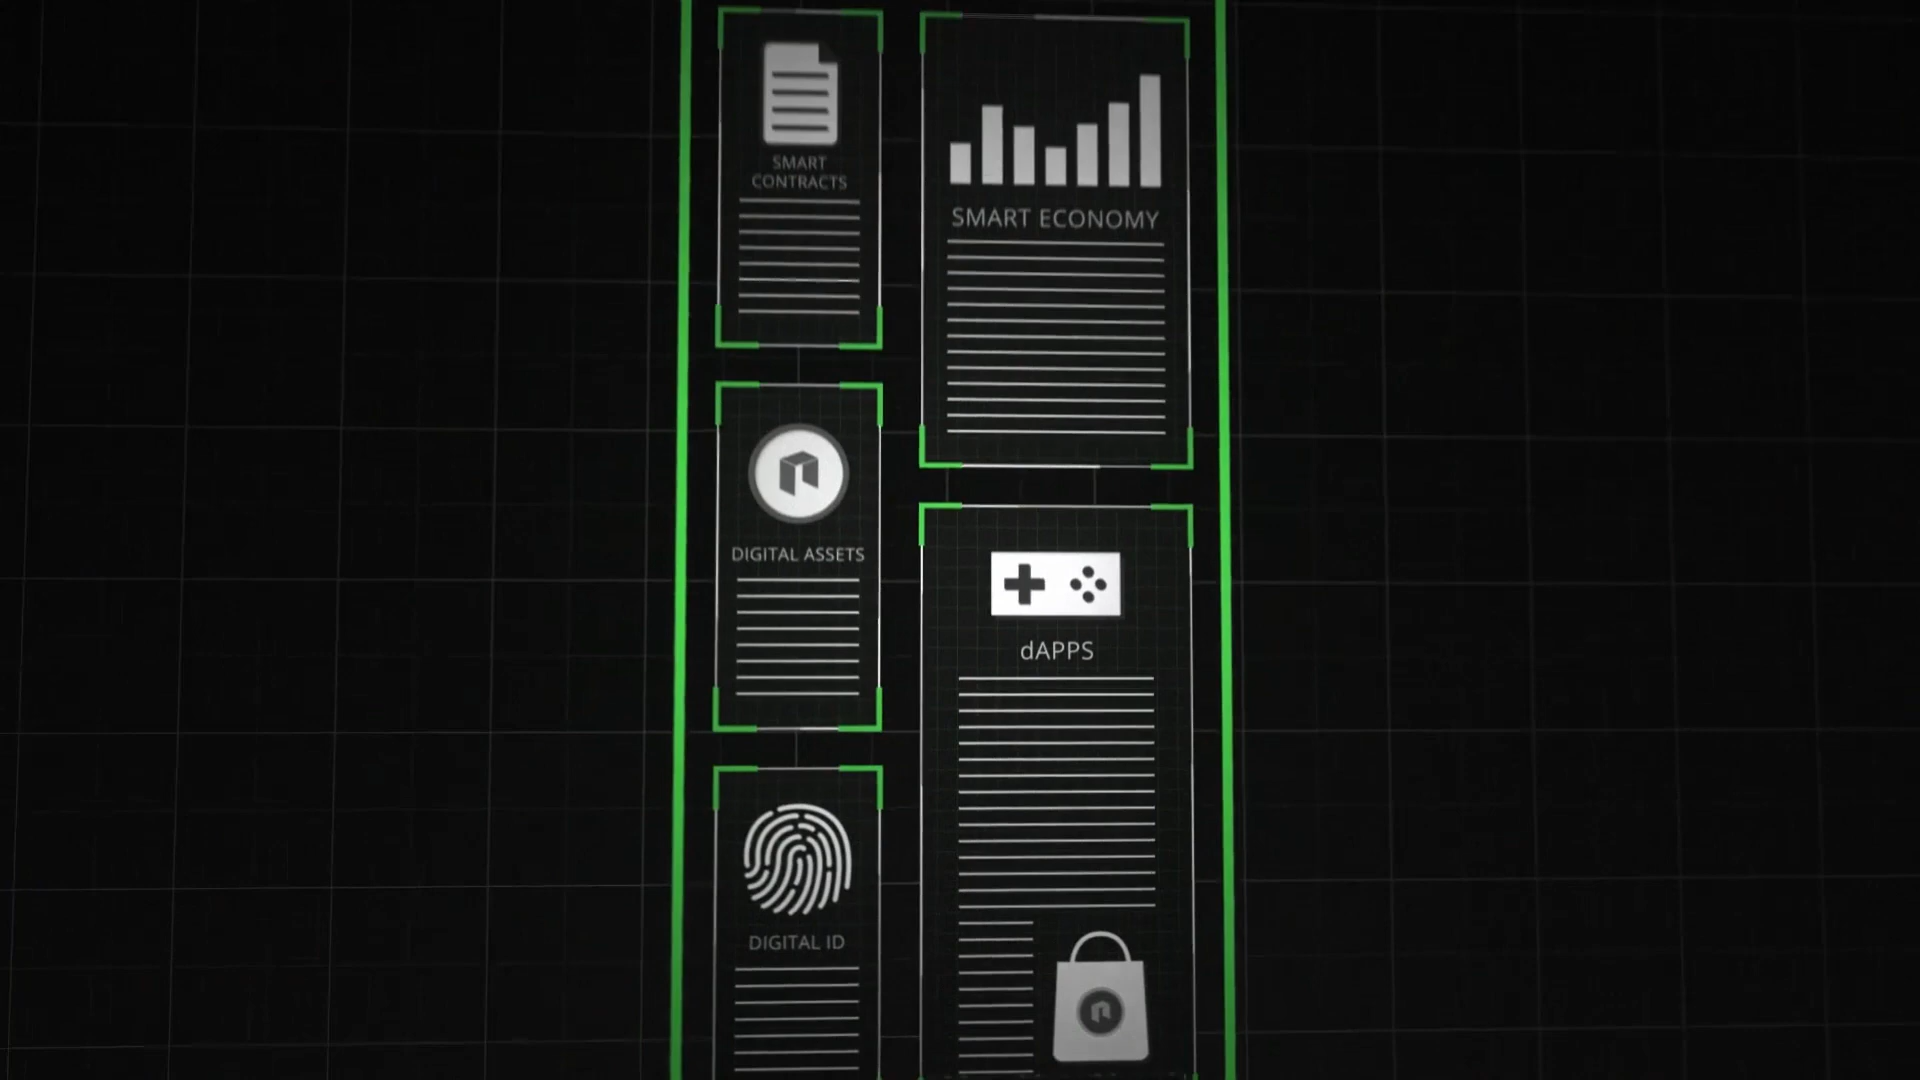 SMART
CONTRACTS
DIGITAL ASSETS
DIGITAL ID
SMART ECONOMY
dAPPS